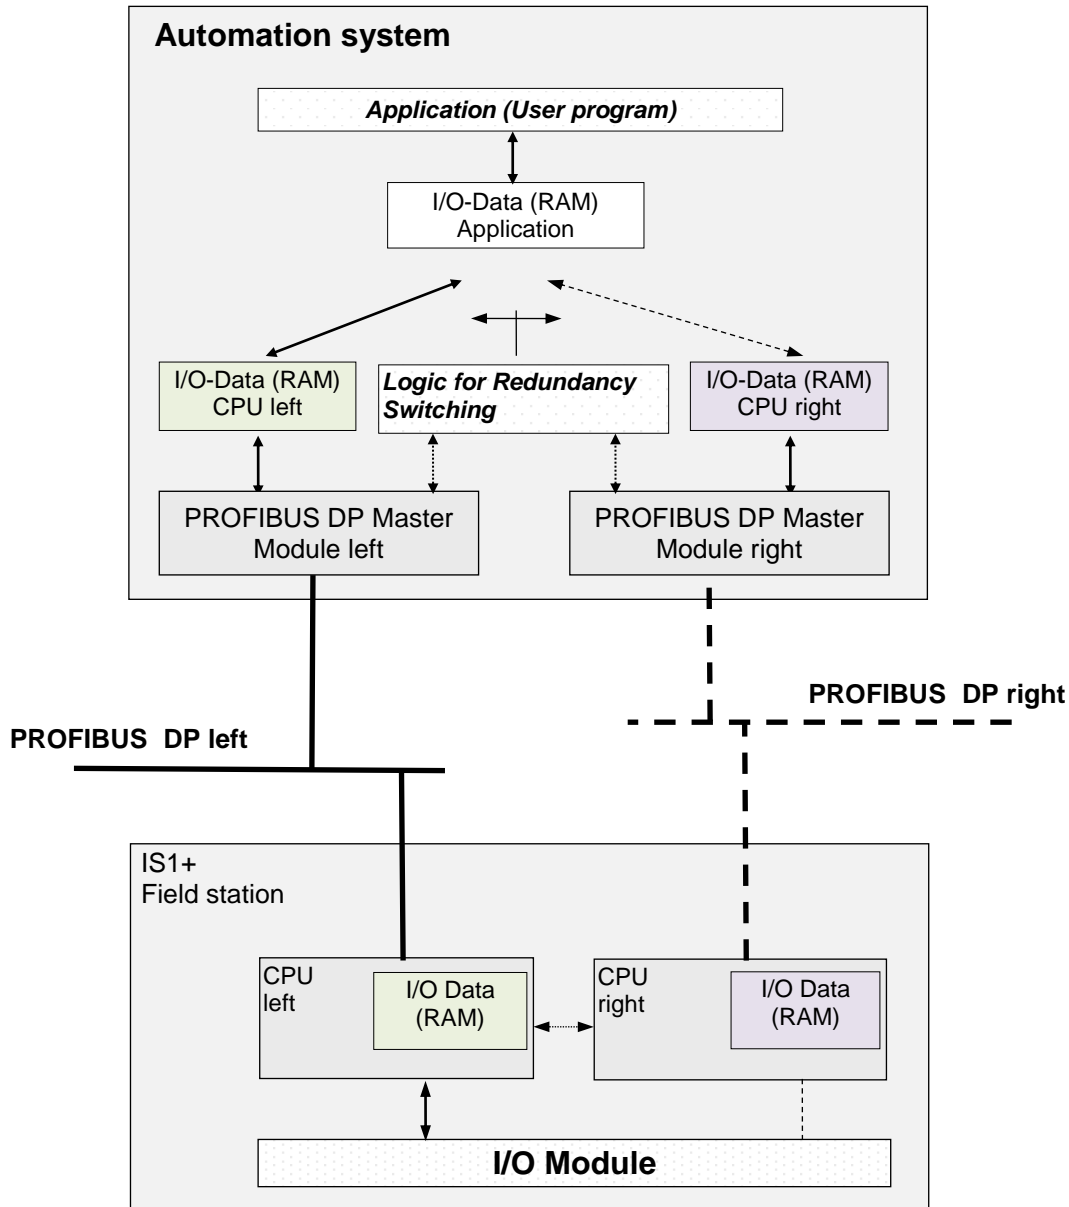 Automation system
Application (User program)
I/O-Data (RAM)
Application
I/O-Data (RAM)
CPU left
Logic for Redundancy
Switching
I/O-Data (RAM)
CPU right
PROFIBUS DP Master
Module left
PROFIBUS DP Master
Module right
PROFIBUS DP right
PROFIBUS DP left
IS1+
Field station
CPU
left
I/O Data
(RAM)
CPU
right
I/O Data
(RAM)
I/O Module